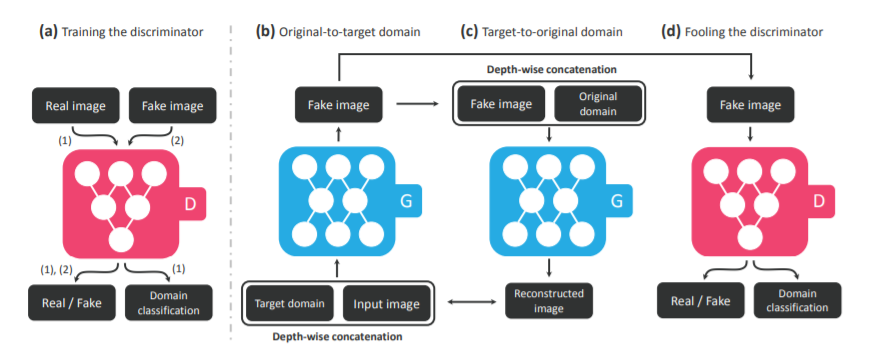 (a) Training the discriminator
Real image
Fake image
(1)
(2)
D
(1), (2)
(1)
Real / Fake
Domain
classification
(b) Original-to-target domain
Fake image
G
Target domain
Input image
Depth-wise concatenation
(c) Target-to-original domain
Depth-wise concatenation
Fake image
Original
domain
G
Reconstructed
image
(d) Fooling the discriminator
Fake image
D
Real / Fake
Domain
classification